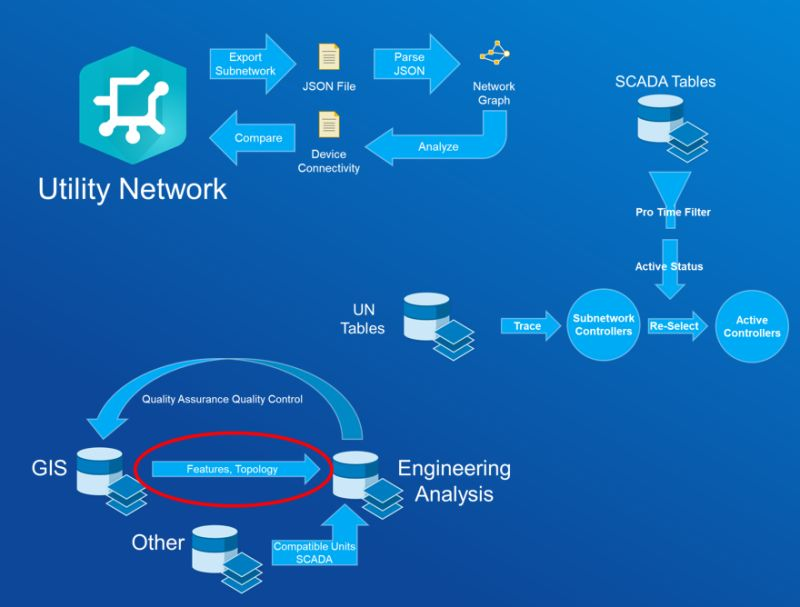 Export
Subnetwork
JSON File
Parse
JSON
Network
Graph
Compare
Device
Connectivity
Analyze
Utility Network
SCADA Tables
Pro Time Filter
Active Status
UN
Tables
Trace
Subnetwork
Controllers
Re-Select
Active
Controllers
Quality Assurance Quality Control
GIS
Features, Topology
Engineering
Analysis
Other
Compatible Units
SCADA